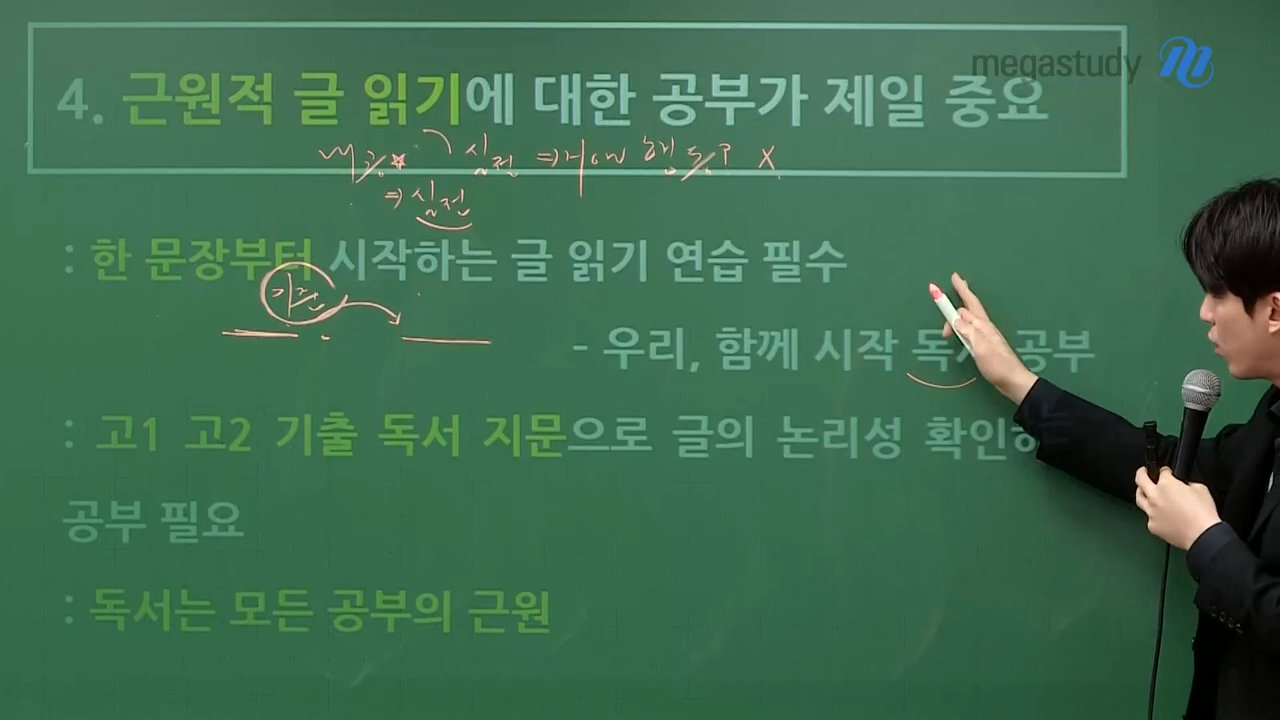 megastudy
4. 근원적 글 읽기에 대한 공부가 제일 중요
실전 ⇒ 행동? X
⇒ 실전
: 한 문장부터 시작하는 글 읽기 연습 필수
- 우리, 함께 시작 독서 공부
: 고1 고2 기출 독서 지문으로 글의 논리성 확인하
공부 필요
: 독서는 모든 공부의 근원